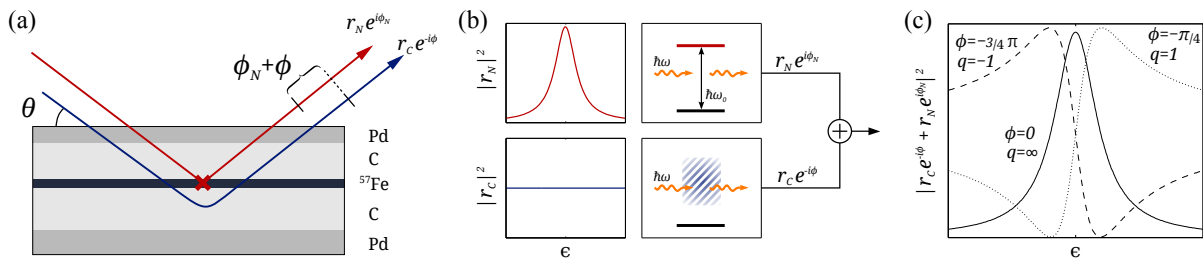 (a)
r_N e^{iϕ_N}
r_C e^{-iϕ}
ϕ_N+ϕ
θ
Pd
C
⁵⁷Fe
C
Pd
(b)
|r_N|²
ħω
ħω₀
r_N e^{iϕ_N}
|r_C|²
ħω
r_C e^{-iϕ}
ϵ
(c)
|r_C e^{-iϕ} + r_N e^{iϕ_N}|²
ϕ=-3/4 π
q=-1
ϕ=-π/4
q=1
ϕ=0
q=∞
ϵ